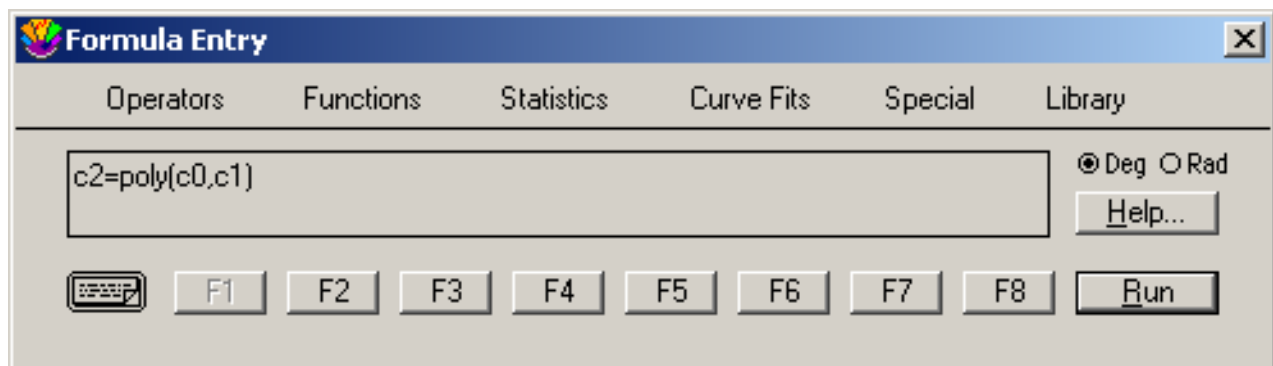 Formula Entry
Operators Functions Statistics Curve Fits Special Library
c2=poly(c0,c1)
Deg Rad
Help...
F1 F2 F3 F4 F5 F6 F7 F8 Run